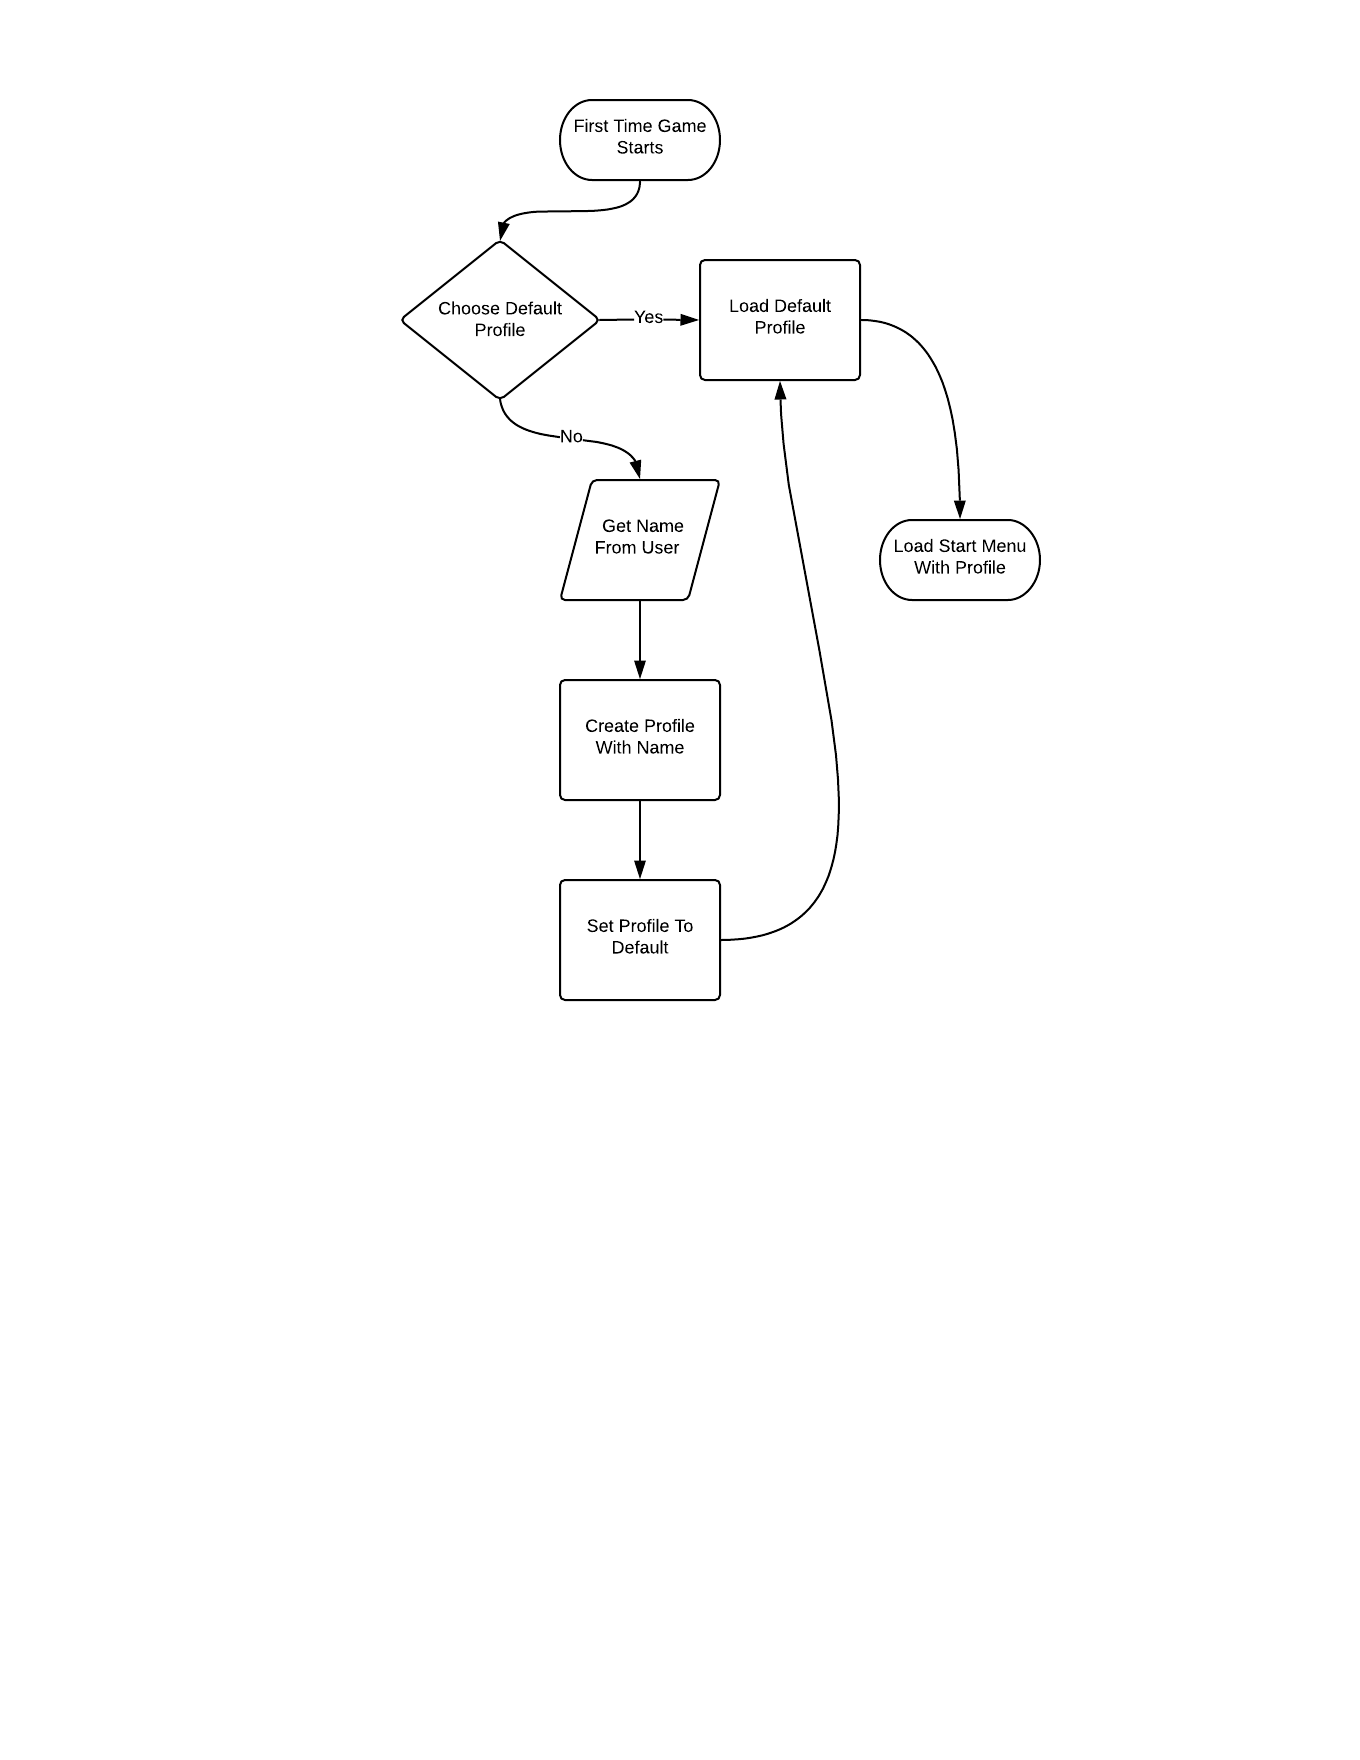 First Time Game
Starts
Choose Default
Profile
Yes
Load Default
Profile
No
Get Name
From User
Load Start Menu
With Profile
Create Profile
With Name
Set Profile To
Default